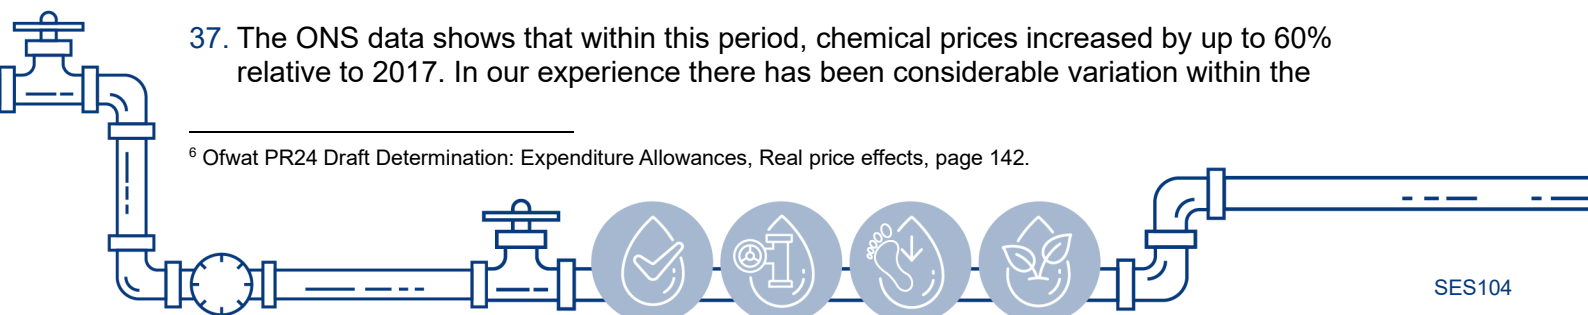 37. The ONS data shows that within this period, chemical prices increased by up to 60%
relative to 2017. In our experience there has been considerable variation within the
6 Ofwat PR24 Draft Determination: Expenditure Allowances, Real price effects, page 142.
SES104